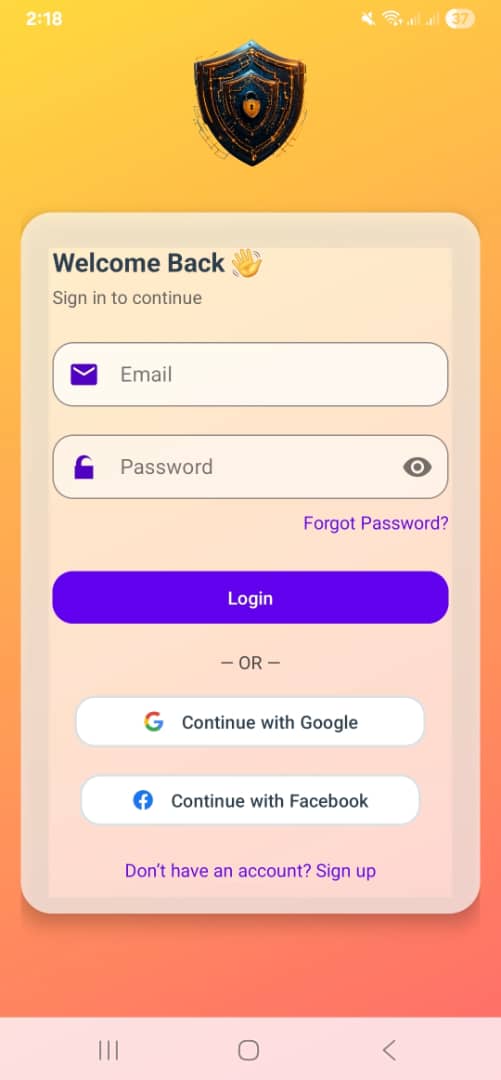 2:18
37
Welcome Back 👋
Sign in to continue
Email
Password
Forgot Password?
Login
— OR —
Continue with Google
Continue with Facebook
Don't have an account? Sign up